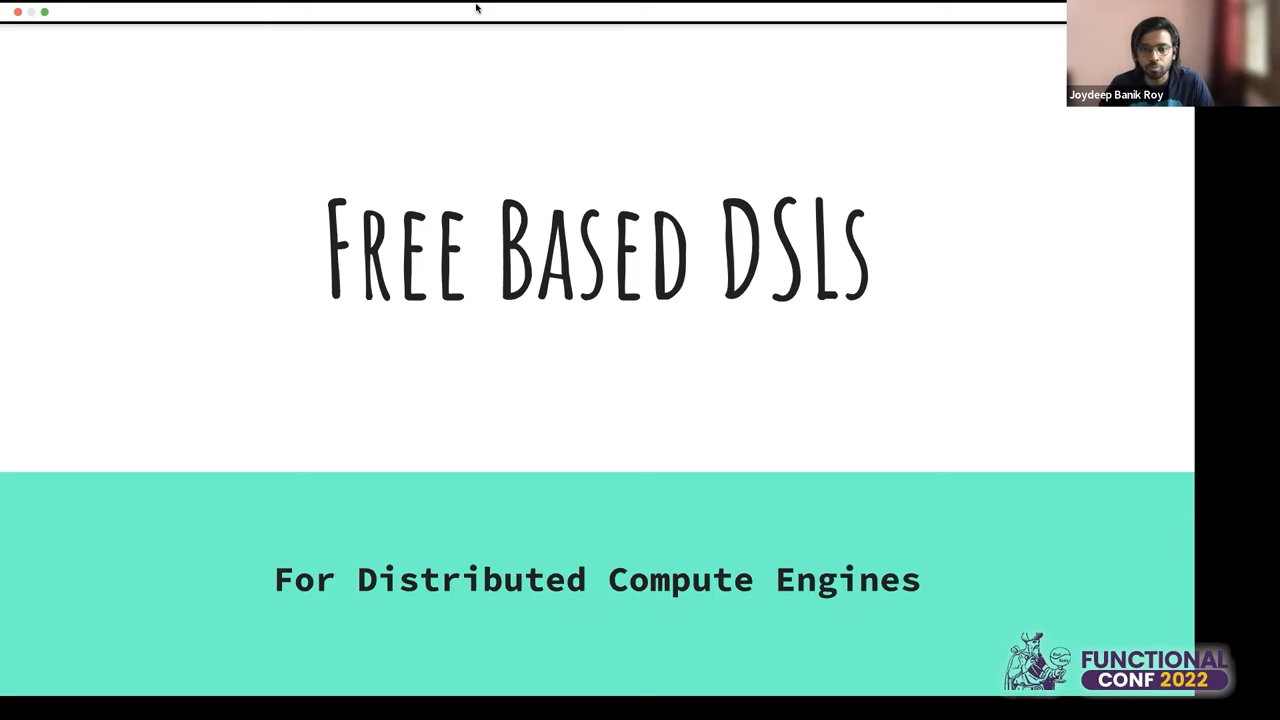 Joydeep Banik Roy
FREE BASED DSLS
For Distributed Compute Engines
FUNCTIONAL
CONF 2022